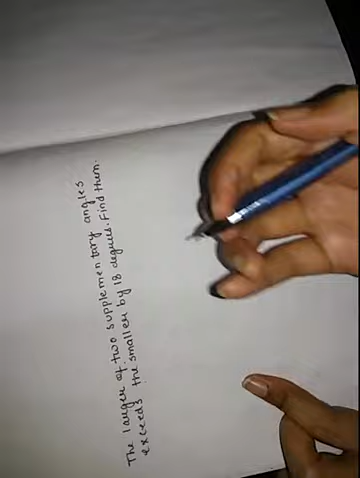 The larger of two supplementary angles
exceeds the smaller by 18 degrees. Find them.